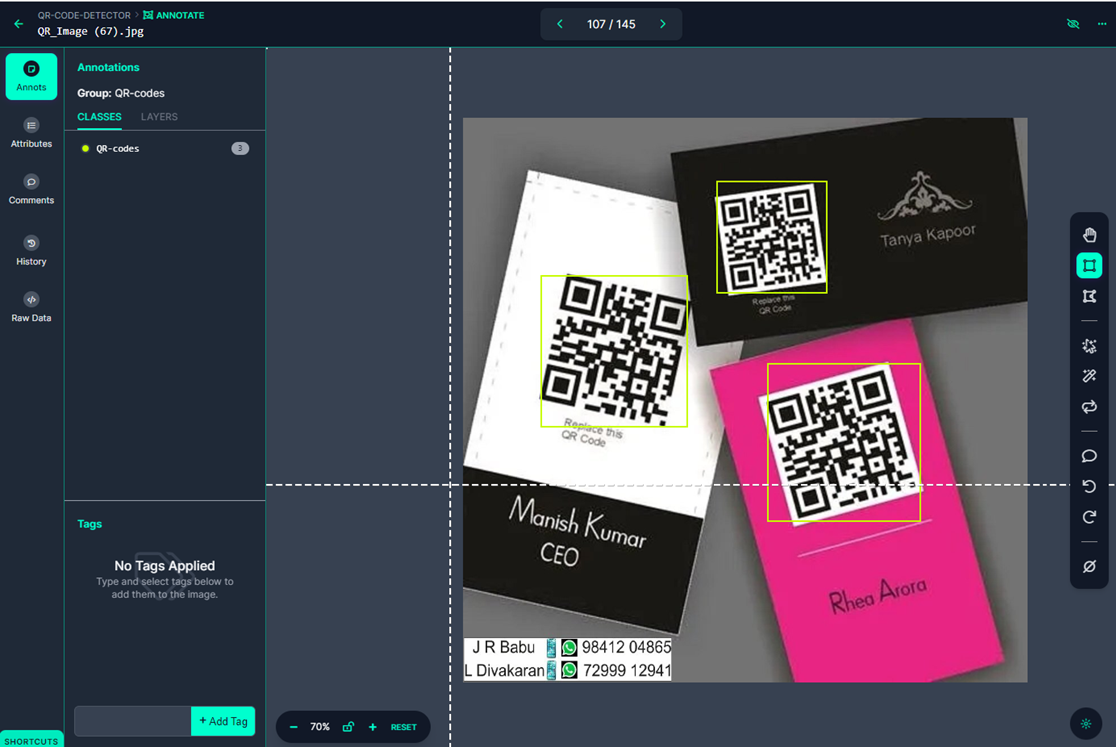 QR-CODE-DETECTOR > ANNOTATE
QR_Image (67).jpg
107 / 145
Annots
Attributes
Comments
History
Raw Data
SHORTCUTS
Annotations
Group: QR-codes
CLASSES LAYERS
QR-codes 3
Tags
No Tags Applied
Type and select tags below to
add them to the image.
+ Add Tag
Tanya Kapoor
Replace this
QR Code
Replace this
QR Code
Manish Kumar
CEO
Rhea Arora
J R Babu 98412 04865
L Divakaran 72999 12941
− 70% + RESET